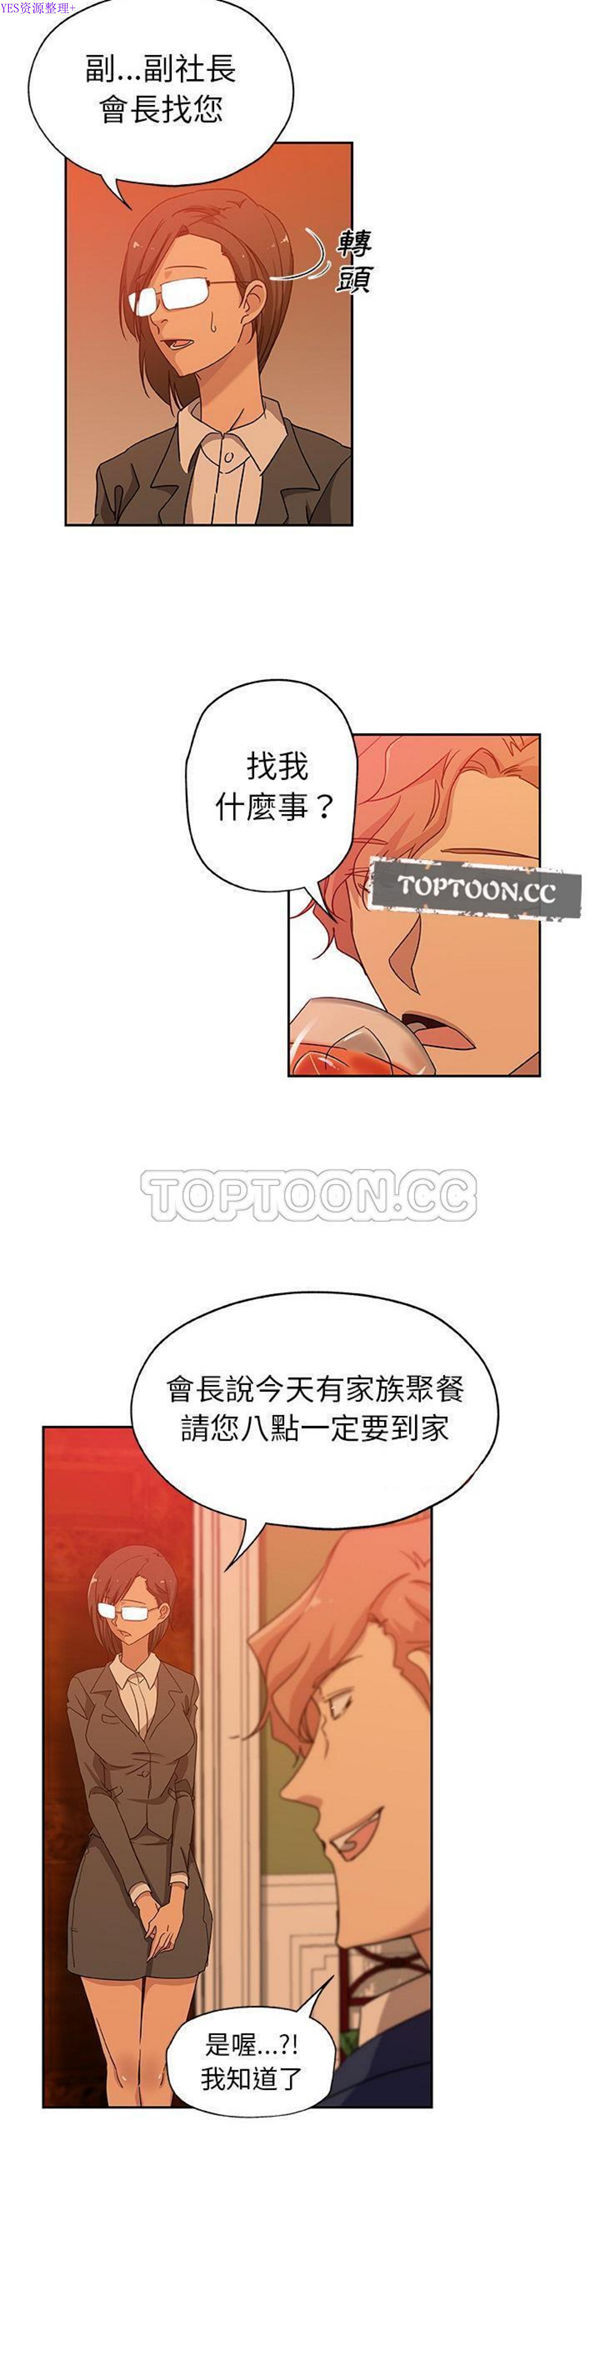 YES资源整理+
副...副社長
會長找您
轉
頭
找我
什麼事？
TOPTOON.CC
TOPTOON.CC
會長說今天有家族聚餐
請您八點一定要到家
是喔...?!
我知道了